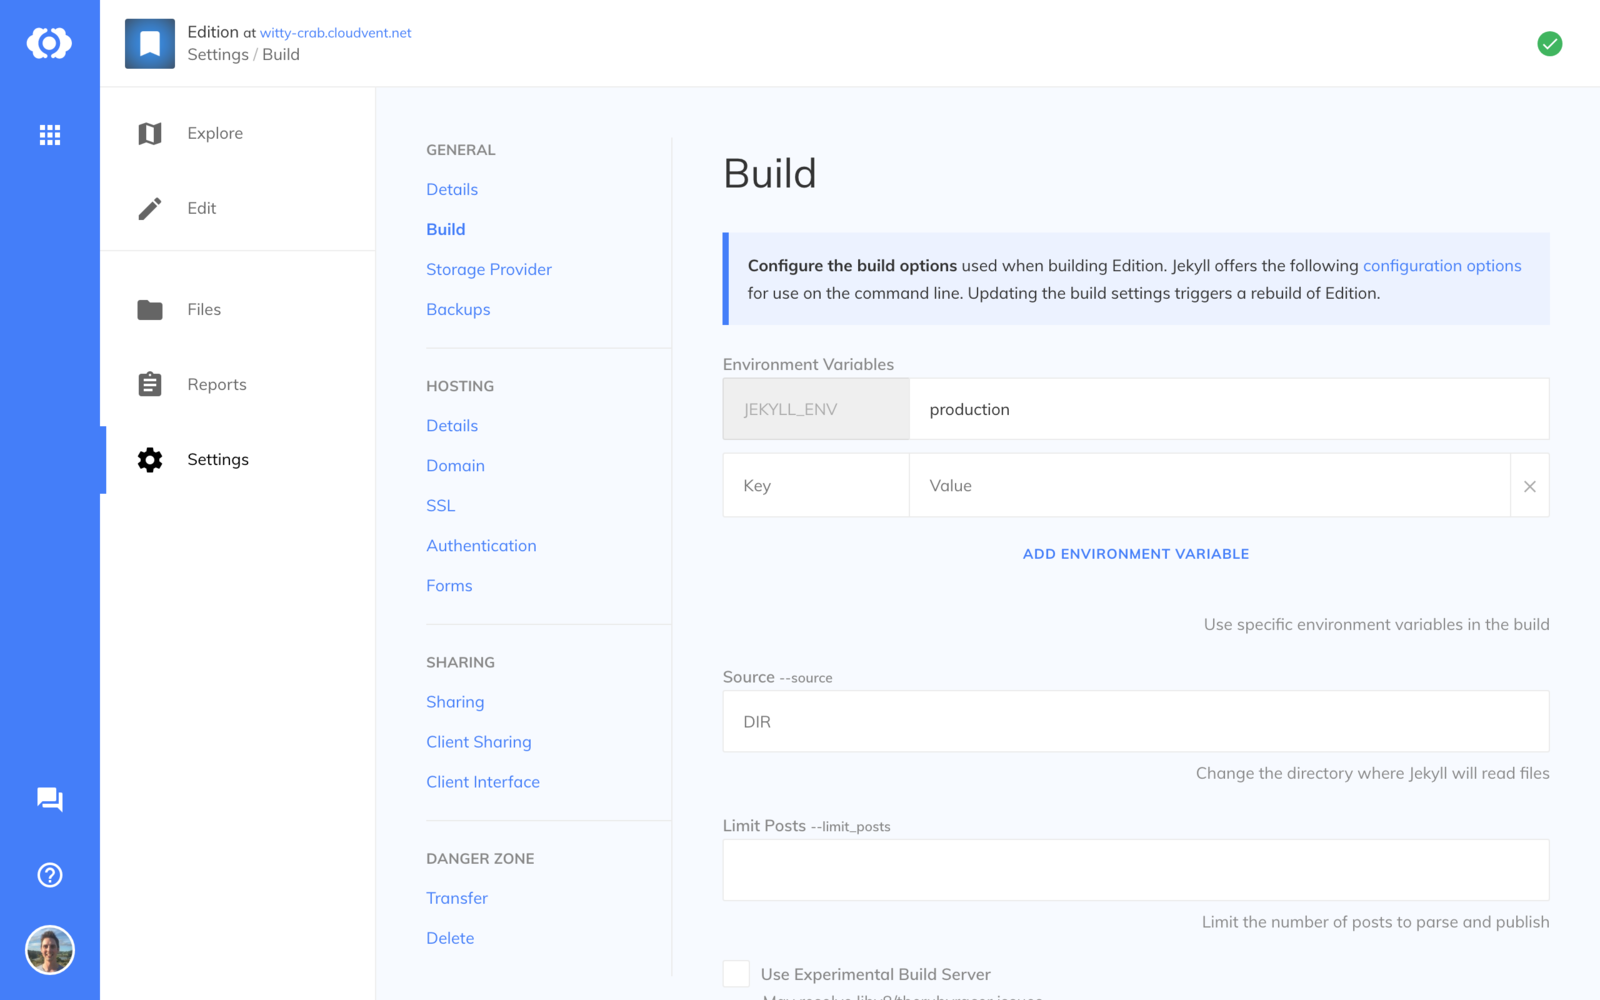 Edition at witty-crab.cloudvent.net
Settings / Build
Explore
Edit
Files
Reports
Settings
GENERAL
Details
Build
Storage Provider
Backups
HOSTING
Details
Domain
SSL
Authentication
Forms
SHARING
Sharing
Client Sharing
Client Interface
DANGER ZONE
Transfer
Delete
Build
Configure the build options used when building Edition. Jekyll offers the following configuration options
for use on the command line. Updating the build settings triggers a rebuild of Edition.
Environment Variables
JEKYLL_ENV production
Key Value
ADD ENVIRONMENT VARIABLE
Use specific environment variables in the build
Source --source
DIR
Change the directory where Jekyll will read files
Limit Posts --limit_posts
Limit the number of posts to parse and publish
Use Experimental Build Server
May resolve libv8/therubyracer issues